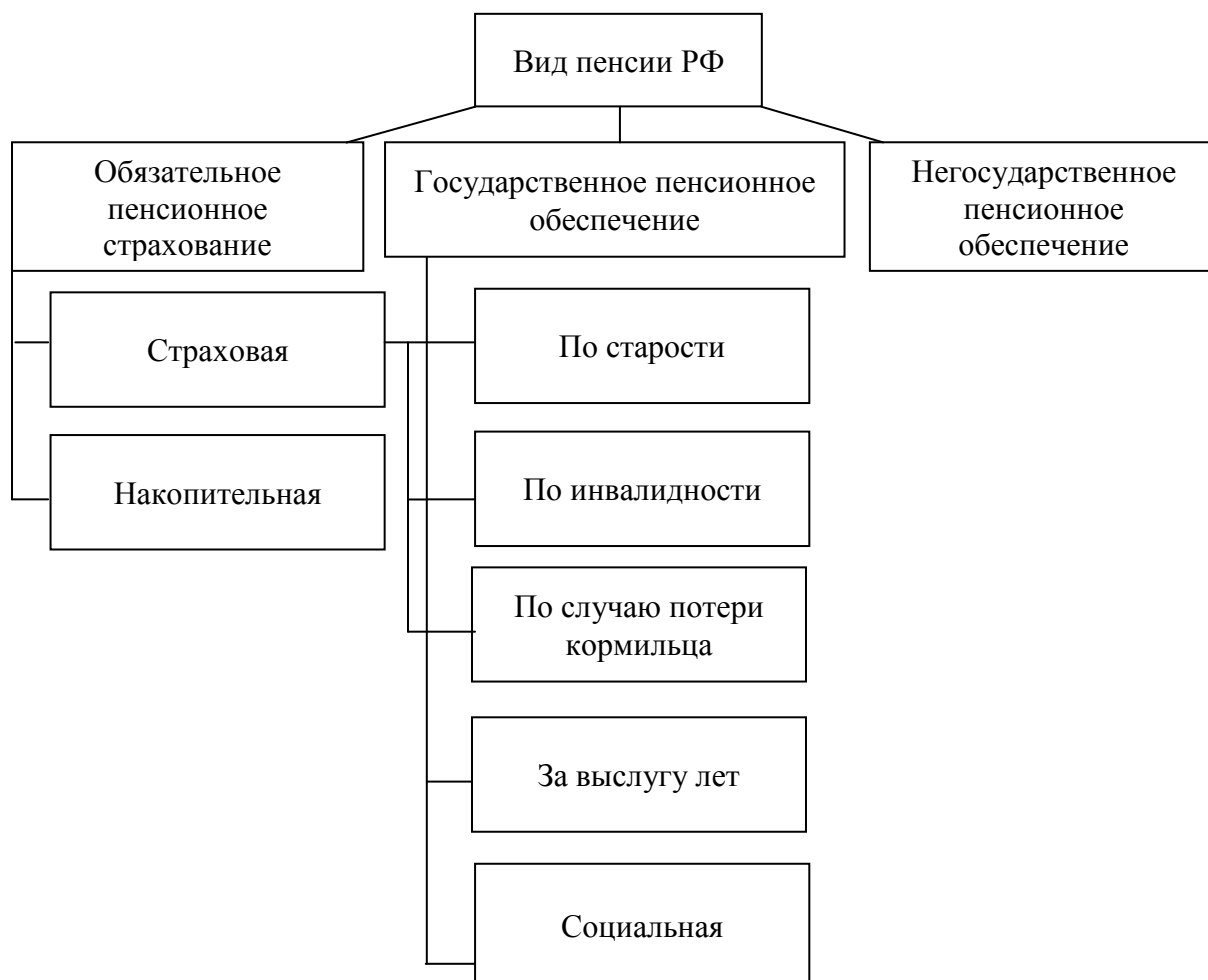 Вид пенсии РФ
Обязательное
пенсионное
страхование
Государственное пенсионное
обеспечение
Негосударственное
пенсионное
обеспечение
Страховая
По старости
Накопительная
По инвалидности
По случаю потери
кормильца
За выслугу лет
Социальная